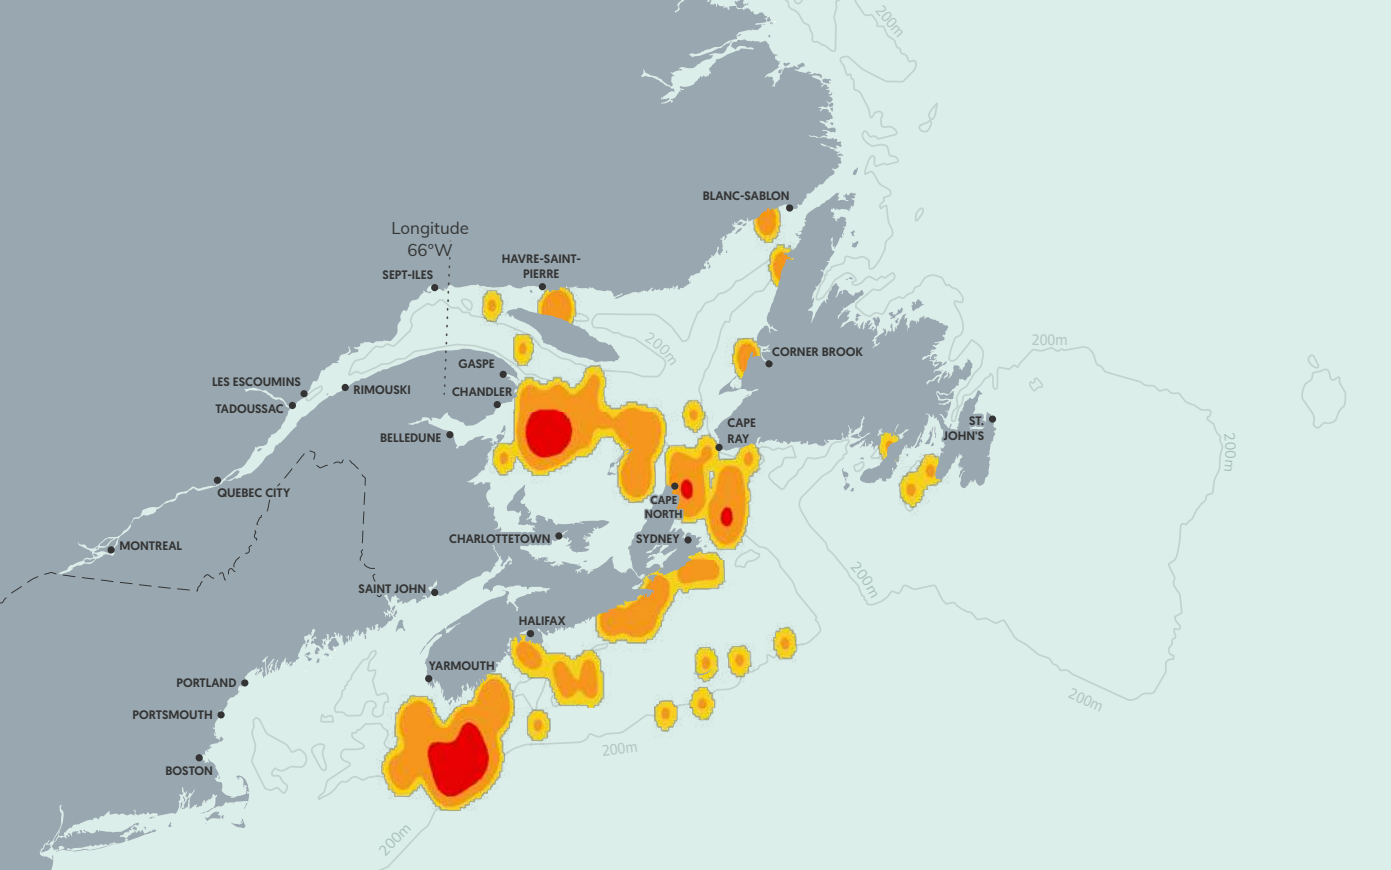 200m
BLANC-SABLON
Longitude
66°W
HAVRE-SAINT-
PIERRE
SEPT-ILES
200m
200m
CORNER BROOK
GASPE
LES ESCOUMINS
RIMOUSKI
CHANDLER
TADOUSSAC
CAPE
RAY
ST.
JOHN'S
BELLEDUNE
200m
QUEBEC CITY
CAPE
NORTH
MONTREAL
CHARLOTTETOWN
SYDNEY
200m
SAINT JOHN
HALIFAX
YARMOUTH
PORTLAND
200m
PORTSMOUTH
200m
BOSTON
200m